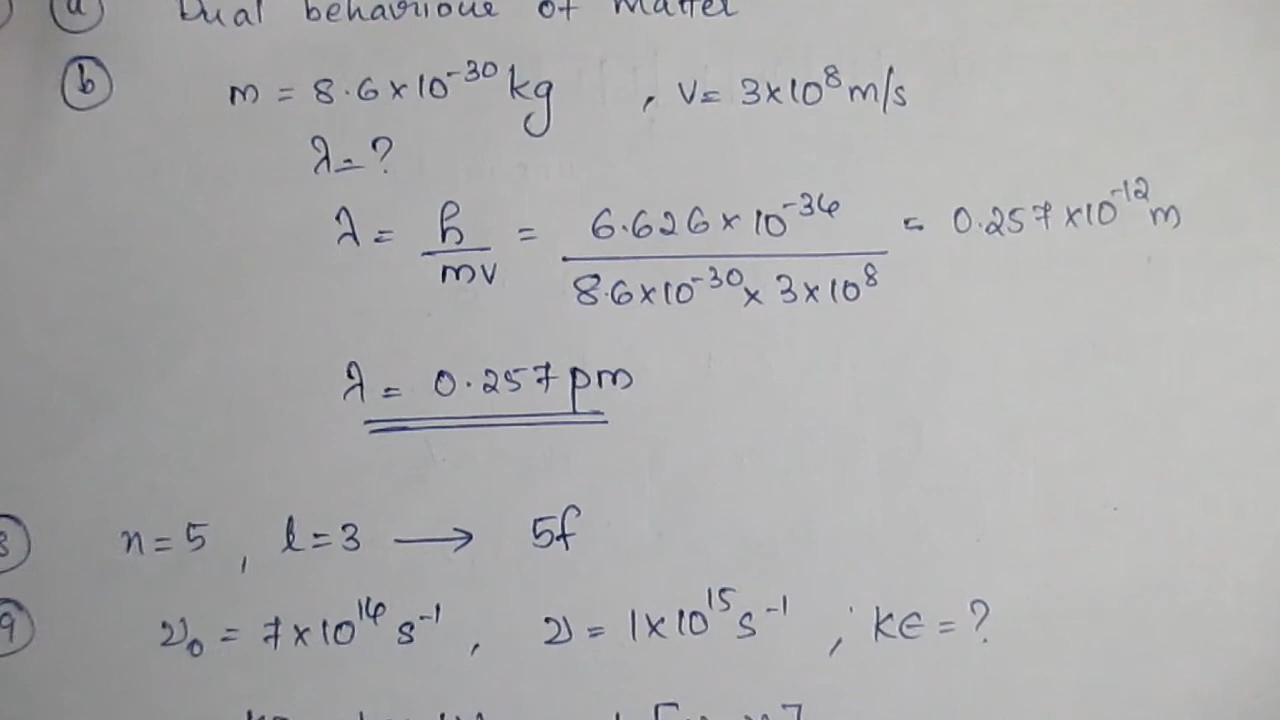 (a) Dual behaviour of Matter
(b) m = 8.6×10⁻³⁰ kg , v= 3×10⁸ m/s
λ = ?
λ = h/mv = 6.626×10⁻³⁴ / 8.6×10⁻³⁰ × 3×10⁸ = 0.257×10⁻¹² m
λ = 0.257 pm
8) n=5 , l=3 → 5f
9) ν₀ = 7×10¹⁴ s⁻¹ , ν = 1×10¹⁵ s⁻¹ ; KE = ?